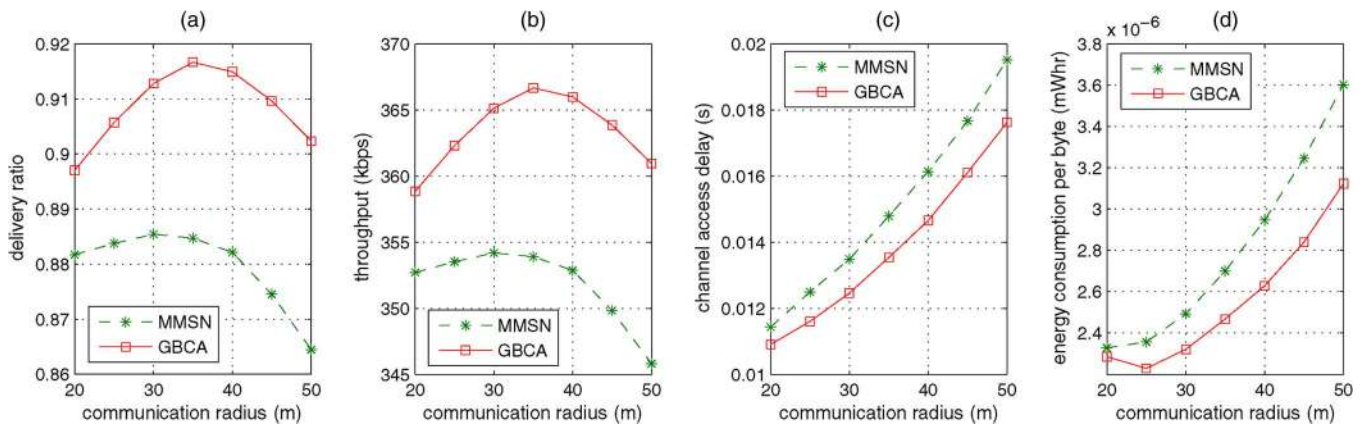 (a)
0.92
0.91
0.9
0.89
0.88
0.87
0.86
delivery ratio
MMSN
GBCA
20 30 40 50
communication radius (m)
(b)
370
365
360
355
350
345
throughput (kbps)
MMSN
GBCA
20 30 40 50
communication radius (m)
(c)
0.02
0.018
0.016
0.014
0.012
0.01
channel access delay (s)
MMSN
GBCA
20 30 40 50
communication radius (m)
(d)
x 10⁻⁶
3.8
3.6
3.4
3.2
3
2.8
2.6
2.4
energy consumption per byte (mWhr)
MMSN
GBCA
20 30 40 50
communication radius (m)